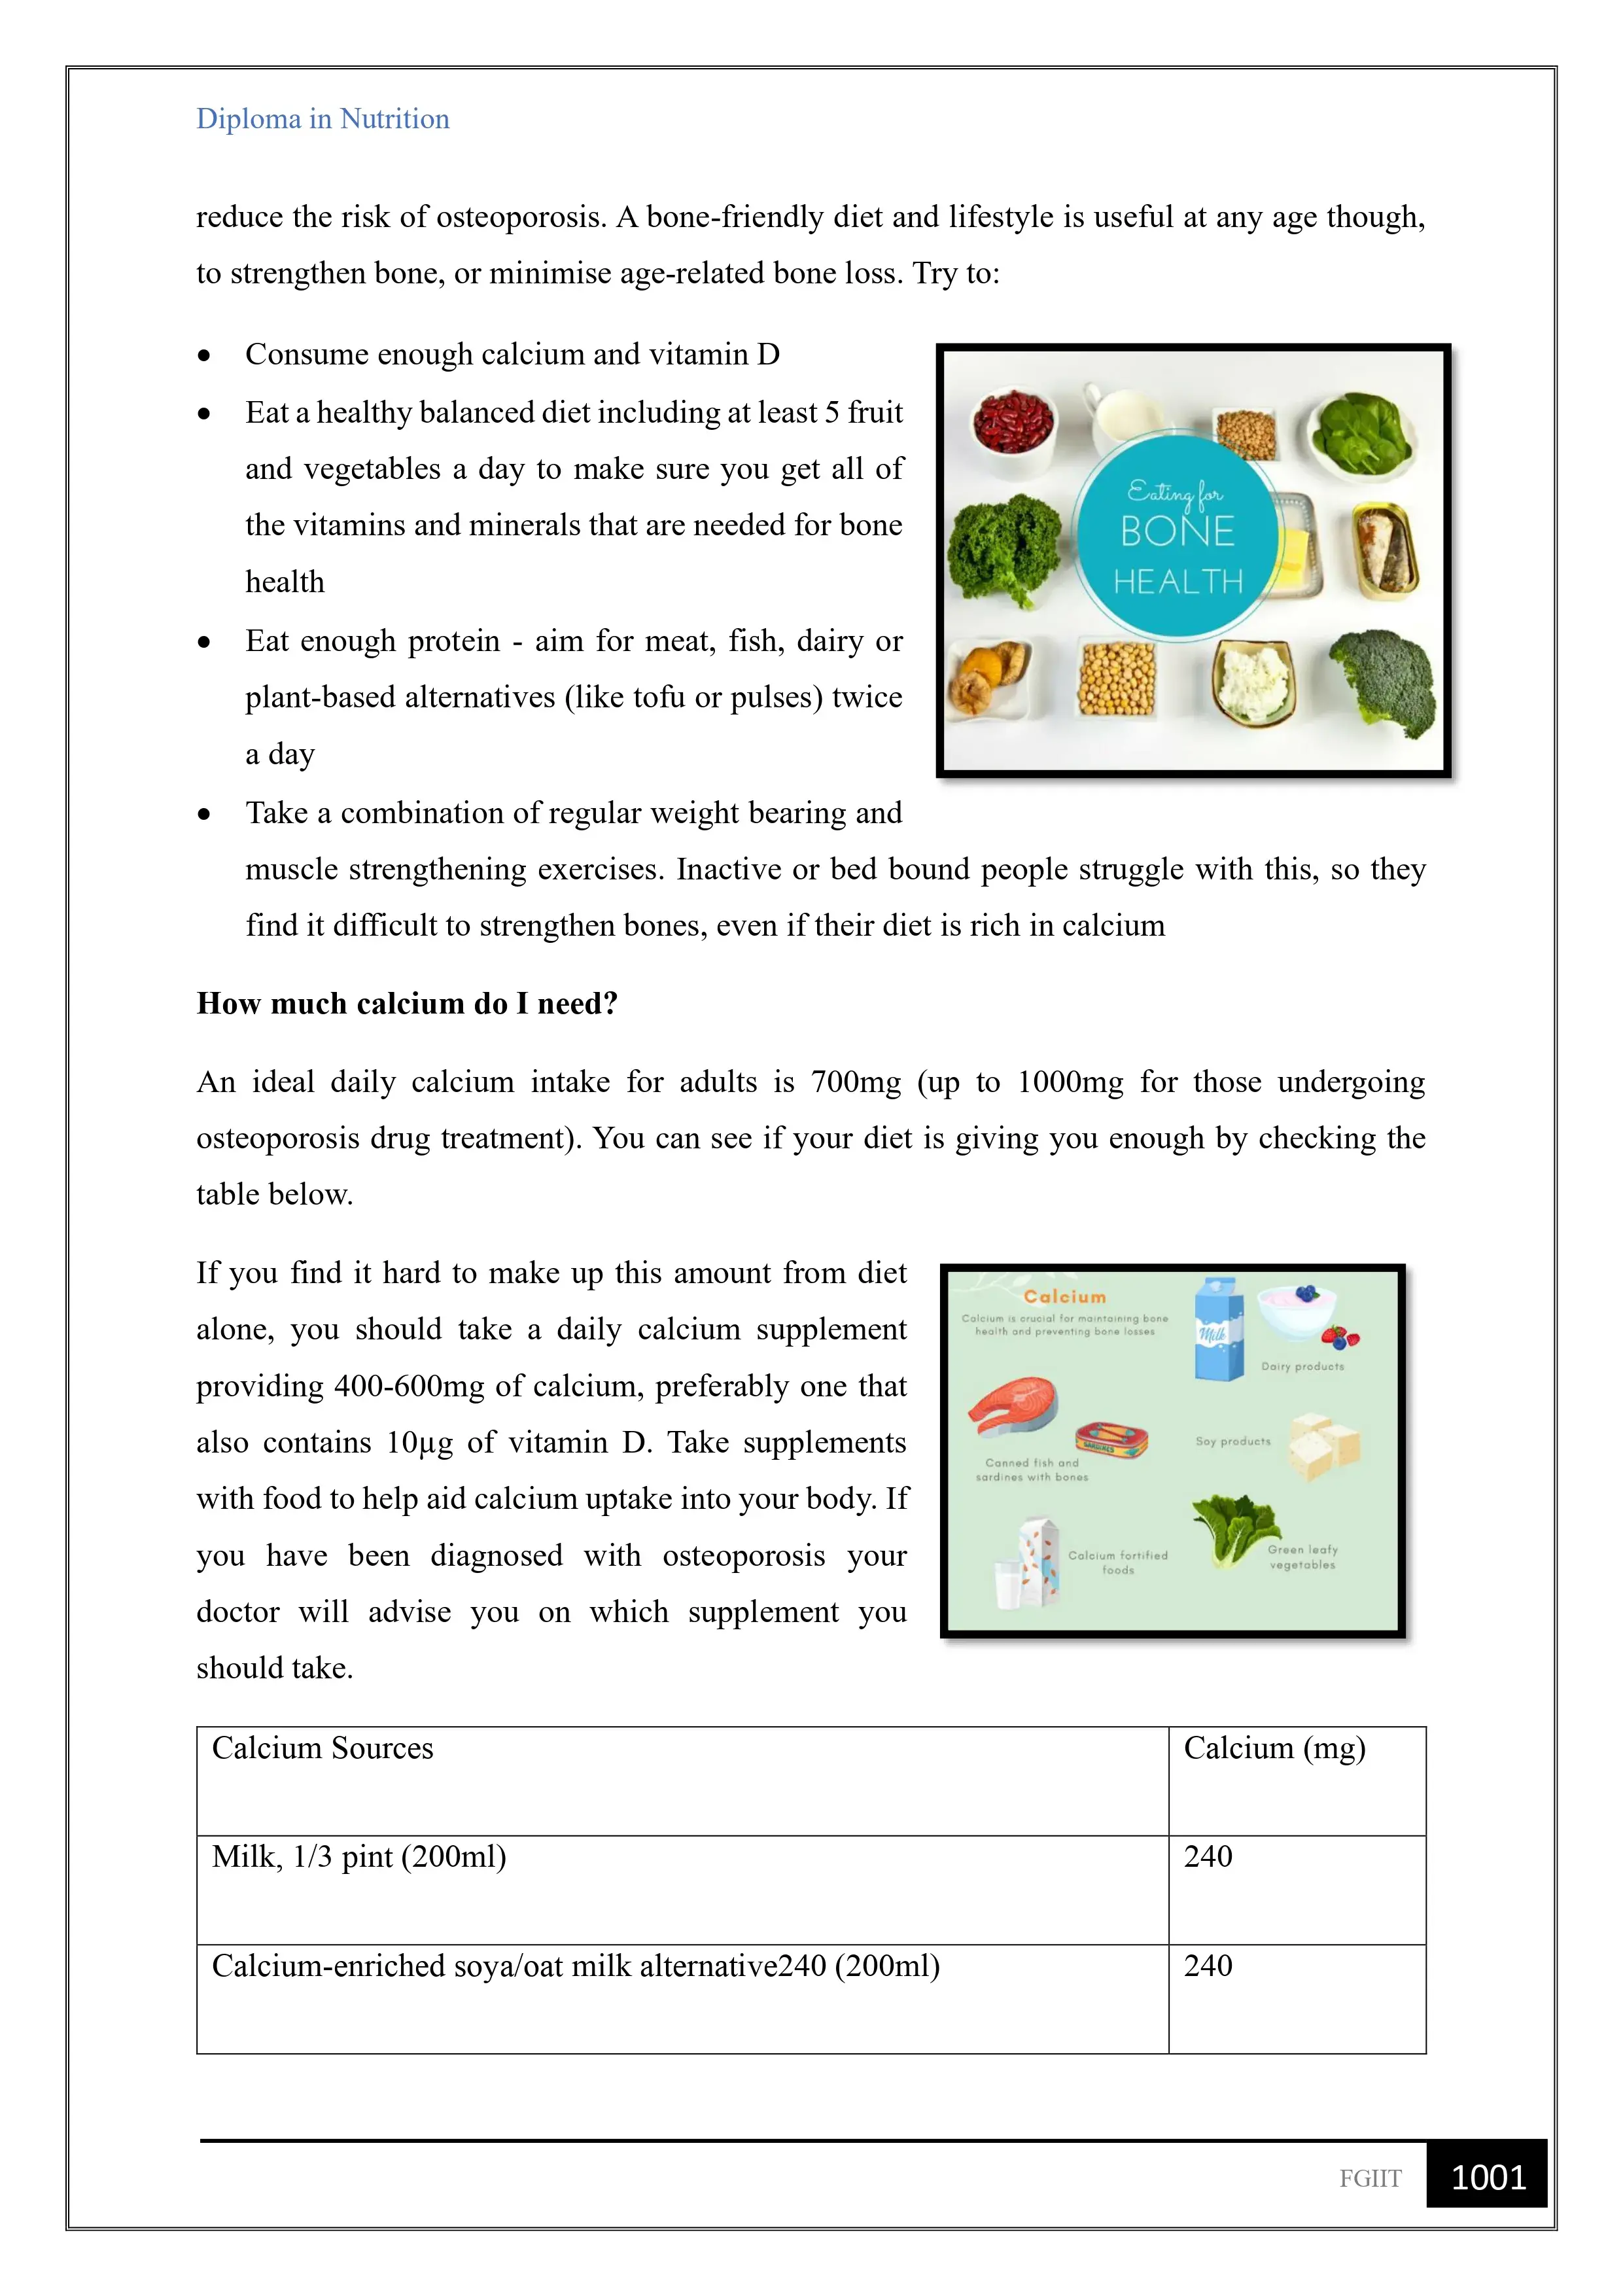 Diploma in Nutrition
reduce the risk of osteoporosis. A bone-friendly diet and lifestyle is useful at any age though,
to strengthen bone, or minimise age-related bone loss. Try to:
• Consume enough calcium and vitamin D
• Eat a healthy balanced diet including at least 5 fruit
and vegetables a day to make sure you get all of
the vitamins and minerals that are needed for bone
health
• Eat enough protein - aim for meat, fish, dairy or
plant-based alternatives (like tofu or pulses) twice
a day
• Take a combination of regular weight bearing and
muscle strengthening exercises. Inactive or bed bound people struggle with this, so they
find it difficult to strengthen bones, even if their diet is rich in calcium
Eating for
BONE
HEALTH
How much calcium do I need?
An ideal daily calcium intake for adults is 700mg (up to 1000mg for those undergoing
osteoporosis drug treatment). You can see if your diet is giving you enough by checking the
table below.
If you find it hard to make up this amount from diet
alone, you should take a daily calcium supplement
providing 400-600mg of calcium, preferably one that
also contains 10µg of vitamin D. Take supplements
with food to help aid calcium uptake into your body. If
you have been diagnosed with osteoporosis your
doctor will advise you on which supplement you
should take.
Calcium
Calcium is crucial for maintaining bone
health and preventing bone losses
Milk
Dairy products
SARDINES
Canned fish and
sardines with bones
Soy products
Calcium fortified
foods
Green leafy
vegetables
Calcium Sources Calcium (mg)
Milk, 1/3 pint (200ml) 240
Calcium-enriched soya/oat milk alternative240 (200ml) 240
FGIIT 1001